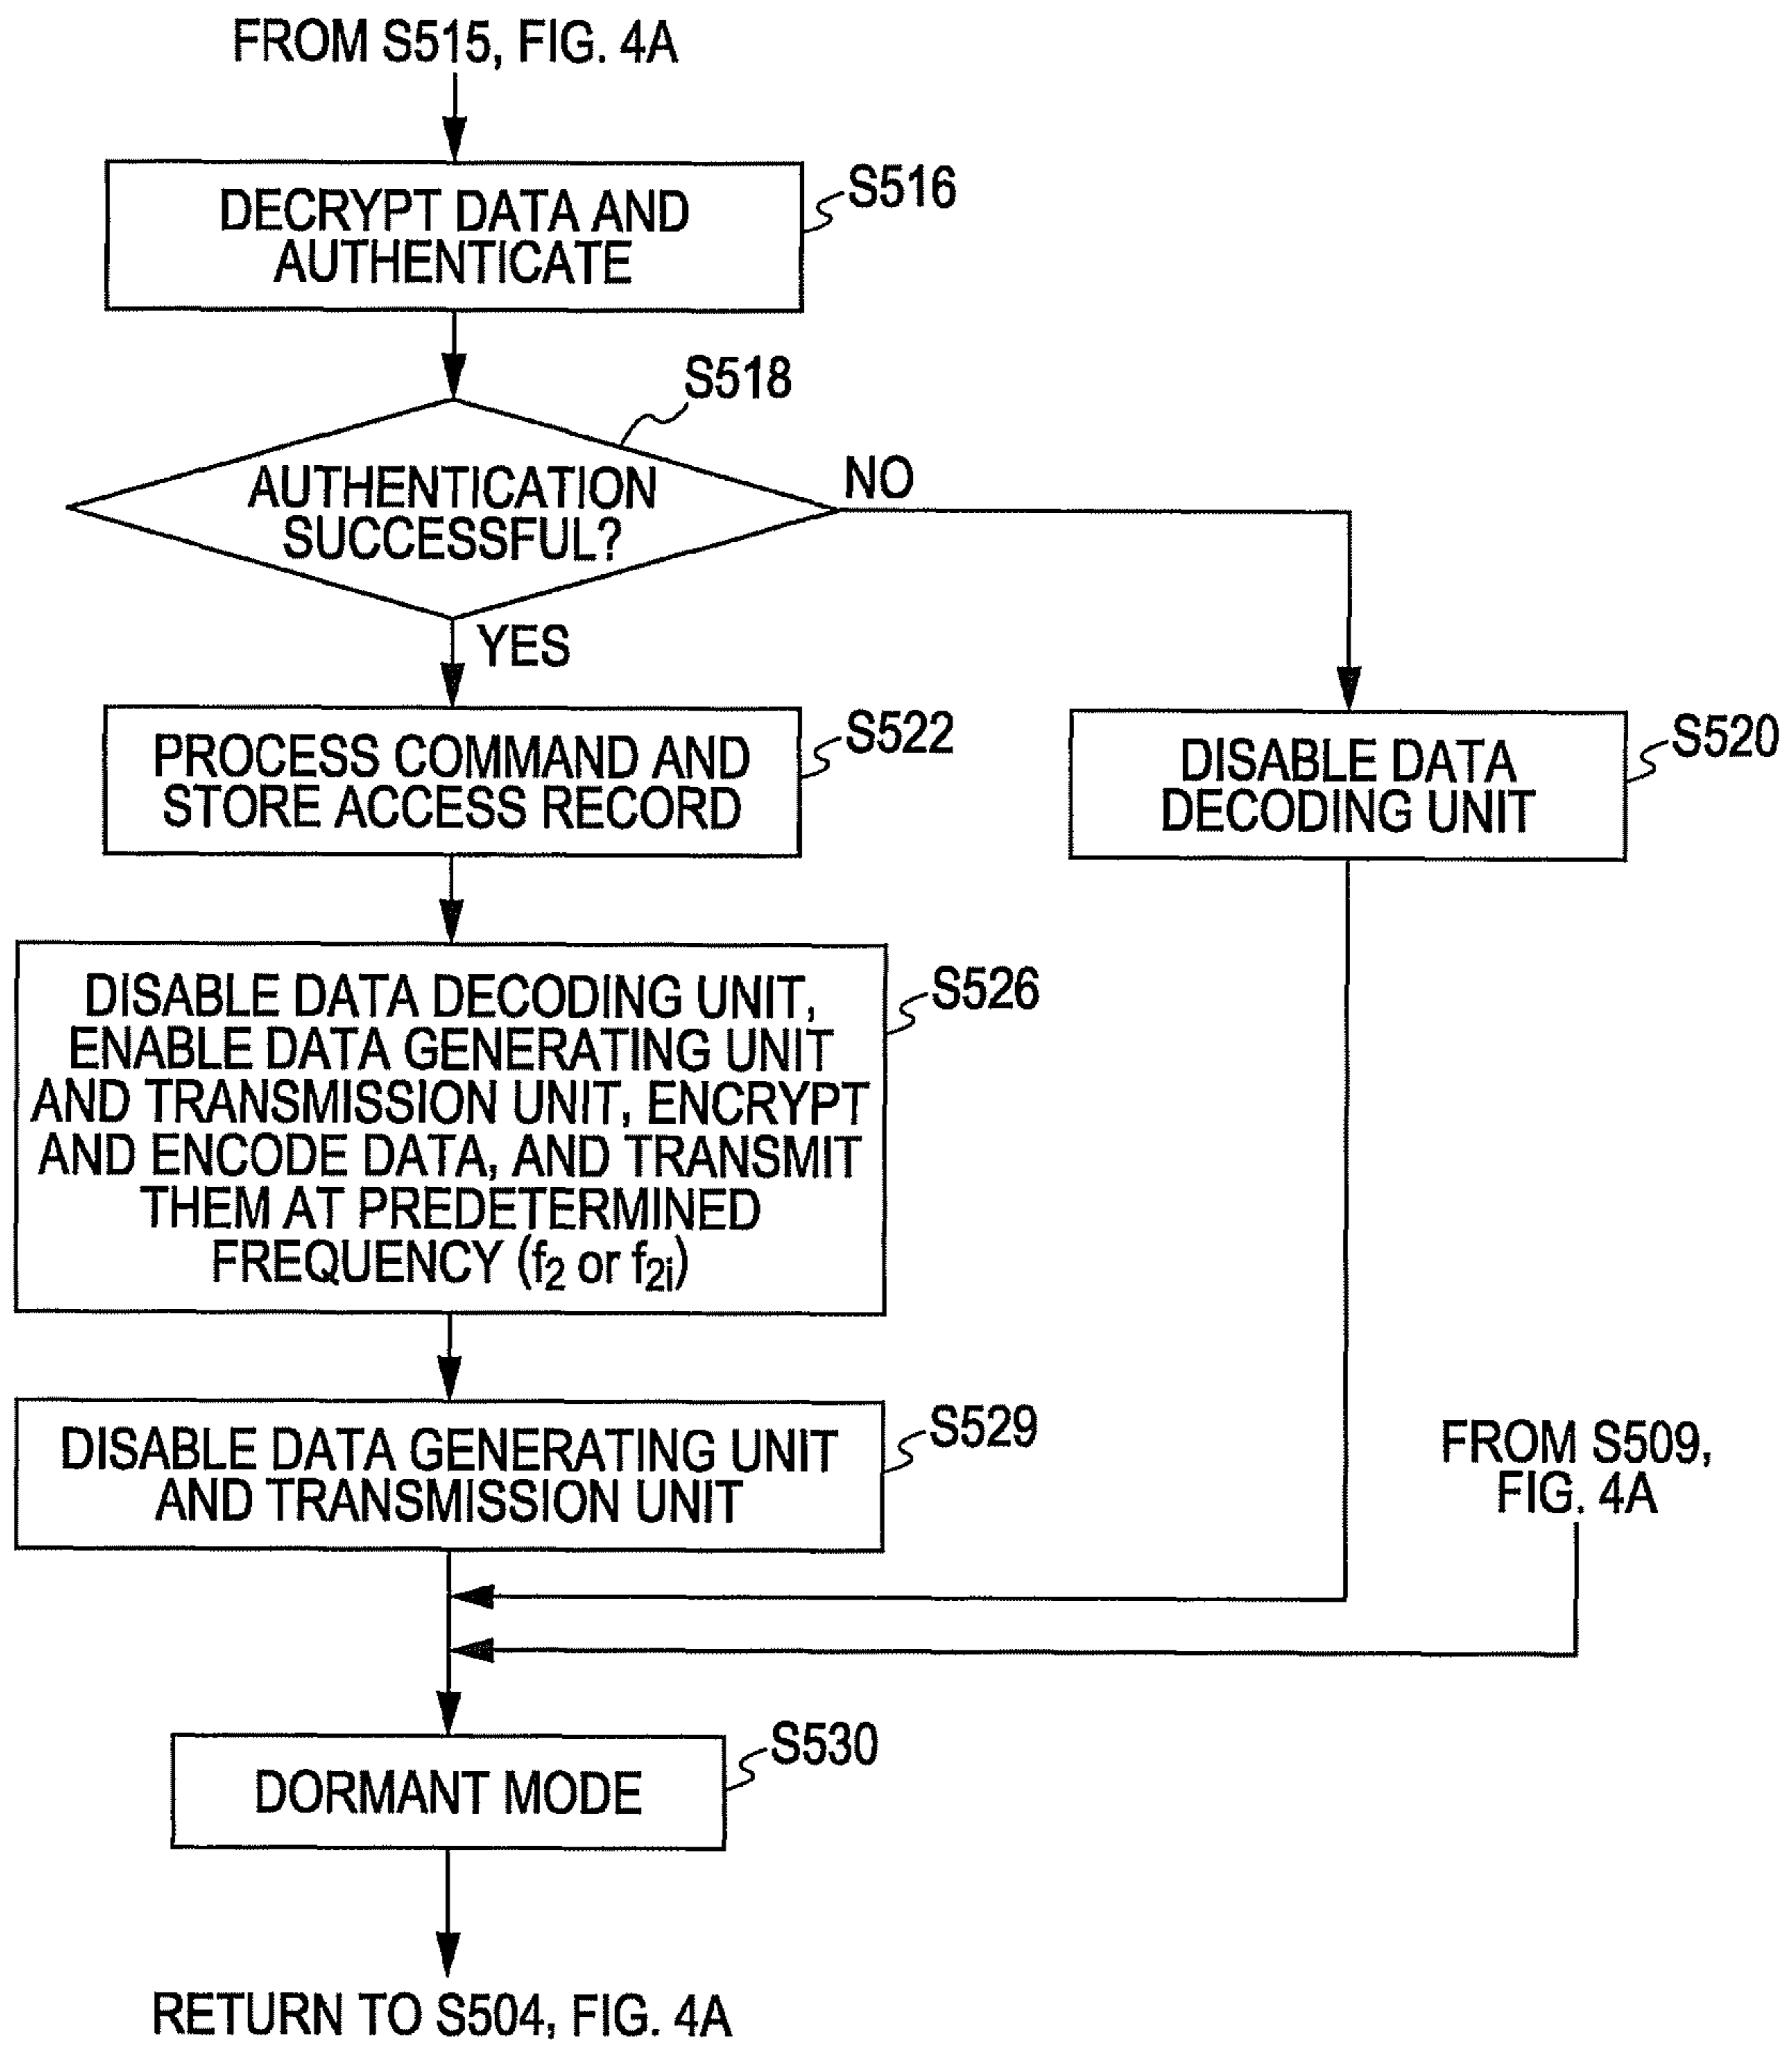 FROM S515, FIG. 4A
DECRYPT DATA AND
AUTHENTICATE
S516
S518
AUTHENTICATION
SUCCESSFUL?
NO
YES
PROCESS COMMAND AND
STORE ACCESS RECORD
S522
DISABLE DATA
DECODING UNIT
S520
DISABLE DATA DECODING UNIT,
ENABLE DATA GENERATING UNIT
AND TRANSMISSION UNIT, ENCRYPT
AND ENCODE DATA, AND TRANSMIT
THEM AT PREDETERMINED
FREQUENCY (f2 or f2i)
S526
DISABLE DATA GENERATING UNIT
AND TRANSMISSION UNIT
S529
FROM S509,
FIG. 4A
DORMANT MODE
S530
RETURN TO S504, FIG. 4A